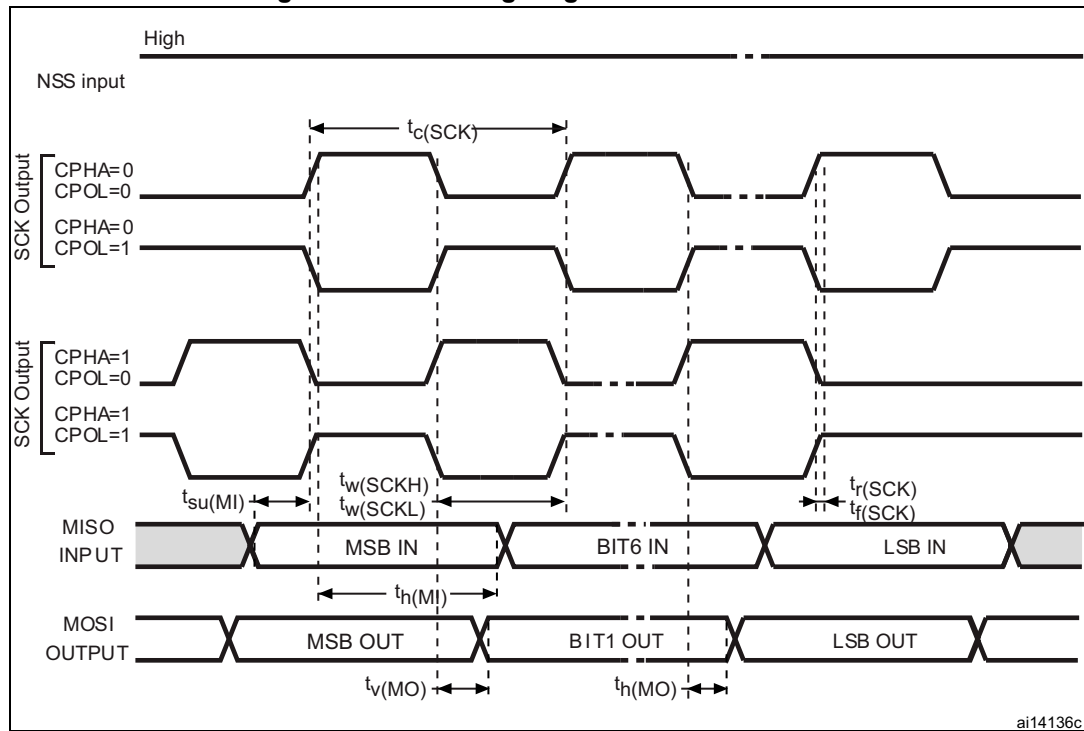 High
NSS input
tc(SCK)
SCK Output
CPHA=0
CPOL=0
CPHA=0
CPOL=1
SCK Output
CPHA=1
CPOL=0
CPHA=1
CPOL=1
tsu(MI)
tw(SCKH)
tw(SCKL)
tr(SCK)
tf(SCK)
MISO
INPUT
MSB IN
BIT6 IN
LSB IN
th(MI)
MOSI
OUTPUT
MSB OUT
BIT1 OUT
LSB OUT
tv(MO)
th(MO)
ai14136c